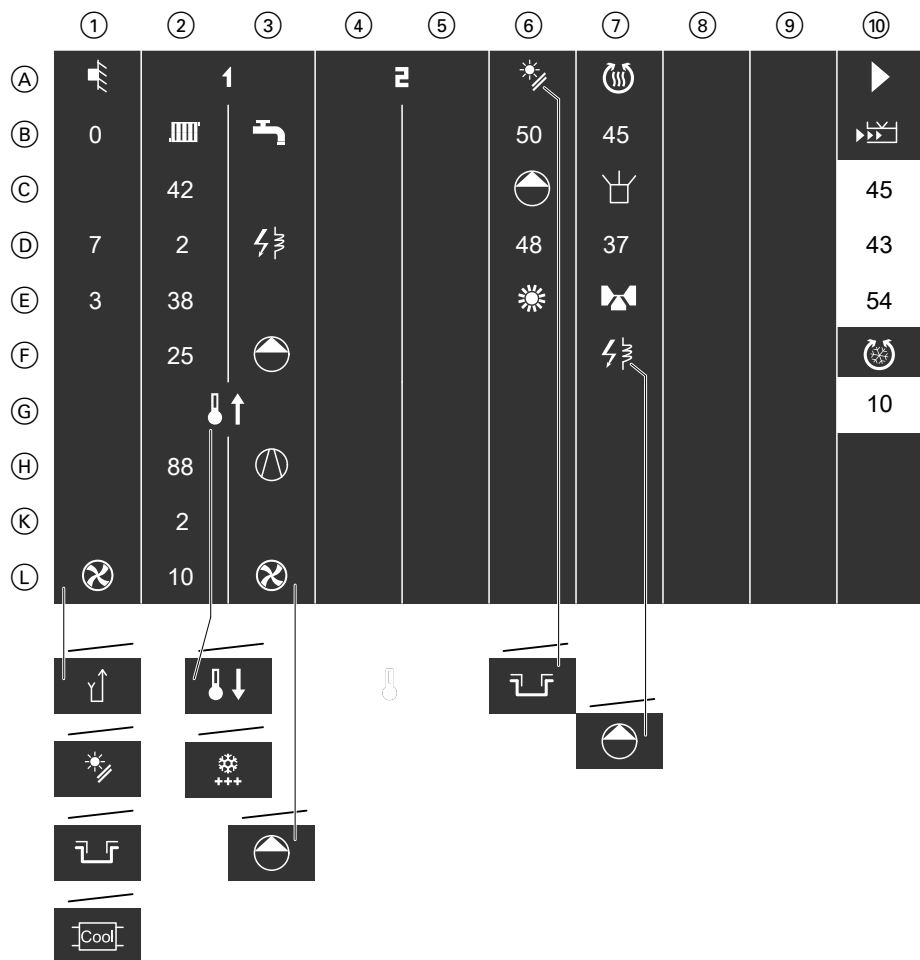 ① ② ③ ④ ⑤ ⑥ ⑦ ⑧ ⑨ ⑩
Ⓐ 1 2
Ⓑ 0 50 45
Ⓒ 42 45
Ⓓ 7 2 48 37 43
Ⓔ 3 38 54
Ⓕ 25
Ⓖ 10
Ⓗ 88
Ⓚ 2
Ⓛ 10
+++
Cool